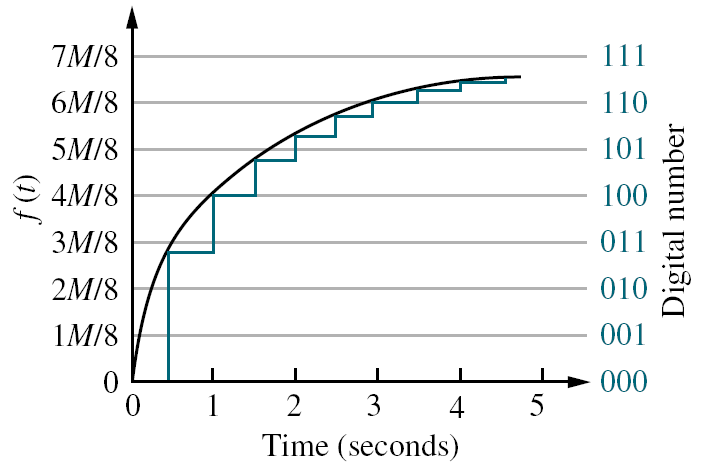 7M/8
6M/8
5M/8
4M/8
3M/8
2M/8
1M/8
0
f (t)
111
110
101
100
011
010
001
000
Digital number
0 1 2 3 4 5
Time (seconds)